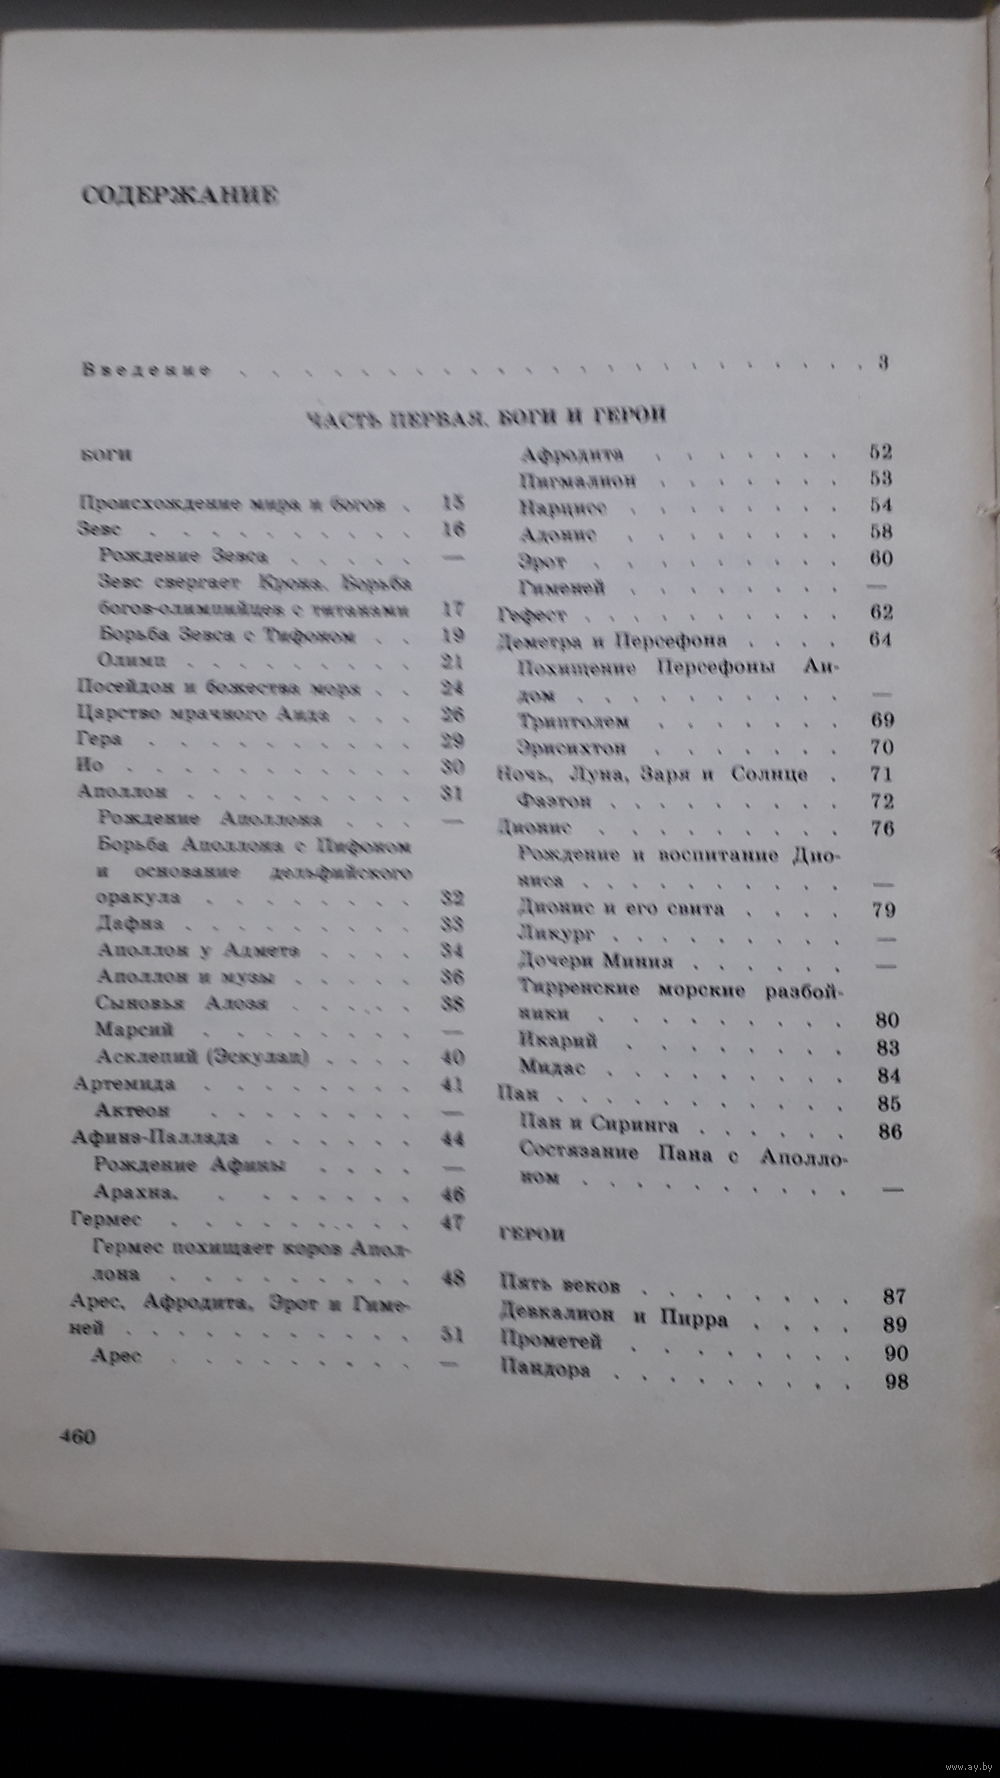 СОДЕРЖАНИЕ
Введение . . . . . . . . . . . . . . . . . . . . . . . 3
ЧАСТЬ ПЕРВАЯ. БОГИ И ГЕРОИ
БОГИ
Происхождение мира и богов . 15
Зевс . . . . . . . . . . 16
Рождение Зевса . . . . . —
Зевс свергает Крона. Борьба
богов-олимпийцев с титанами 17
Борьба Зевса с Тифоном . . 19
Олимп . . . . . . . . . 21
Посейдон и божества моря . . 24
Царство мрачного Аида . . . 26
Гера . . . . . . . . . . 29
Ио . . . . . . . . . . . 30
Аполлон . . . . . . . . . 31
Рождение Аполлона . . . —
Борьба Аполлона с Пифоном
и основание дельфийского
оракула . . . . . . . . 32
Дафна . . . . . . . . . 33
Аполлон у Адмета . . . . 34
Аполлон и музы . . . . . 36
Сыновья Алоэя . . . . . 38
Марсий . . . . . . . . —
Асклепий (Эскулап) . . . . 40
Артемида . . . . . . . . 41
Актеон . . . . . . . . —
Афина-Паллада . . . . . . 44
Рождение Афины . . . . —
Арахна. . . . . . . . . 46
Гермес . . . . . . . . . 47
Гермес похищает коров Апол-
лона . . . . . . . . . 48
Арес, Афродита, Эрот и Гиме-
ней . . . . . . . . . . . 51
Арес . . . . . . . . . —
Афродита . . . . . . . 52
Пигмалион . . . . . . . 53
Нарцисс . . . . . . . . 54
Адонис . . . . . . . . 58
Эрот . . . . . . . . . 60
Гименей . . . . . . . . —
Гефест . . . . . . . . . . 62
Деметра и Персефона . . . . 64
Похищение Персефоны Аи-
дом . . . . . . . . . . —
Триптолем . . . . . . . 69
Эрисихтон . . . . . . . 70
Ночь, Луна, Заря и Солнце . 71
Фаэтон . . . . . . . . . 72
Дионис . . . . . . . . . 76
Рождение и воспитание Дио-
ниса . . . . . . . . . . —
Дионис и его свита . . . . 79
Ликург . . . . . . . . . —
Дочери Миния . . . . . . —
Тирренские морские разбой-
ники . . . . . . . . . 80
Икарий . . . . . . . . 83
Мидас . . . . . . . . . 84
Пан . . . . . . . . . . . 85
Пан и Сиринга . . . . . . 86
Состязание Пана с Аполло-
ном . . . . . . . . . . —
ГЕРОИ
Пять веков . . . . . . . . 87
Девкалион и Пирра . . . . 89
Прометей . . . . . . . . 90
Пандора . . . . . . . . . 98
460
www.ay.by